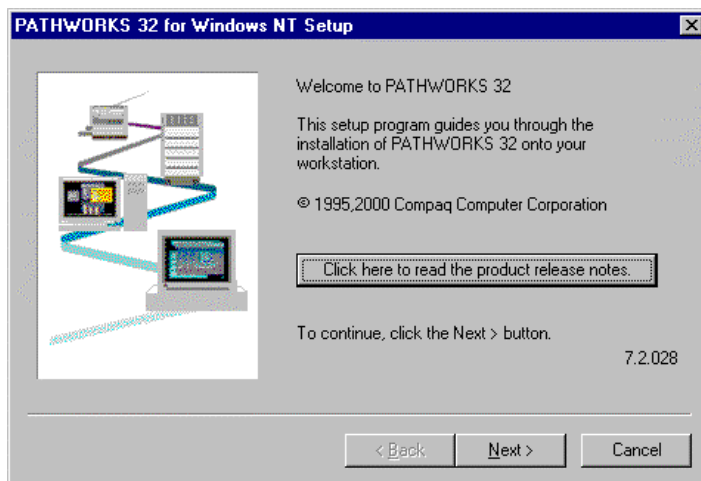 PATHWORKS 32 for Windows NT Setup
Welcome to PATHWORKS 32
This setup program guides you through the
installation of PATHWORKS 32 onto your
workstation.
© 1995,2000 Compaq Computer Corporation
Click here to read the product release notes.
To continue, click the Next > button.
7.2.028
< Back
Next >
Cancel